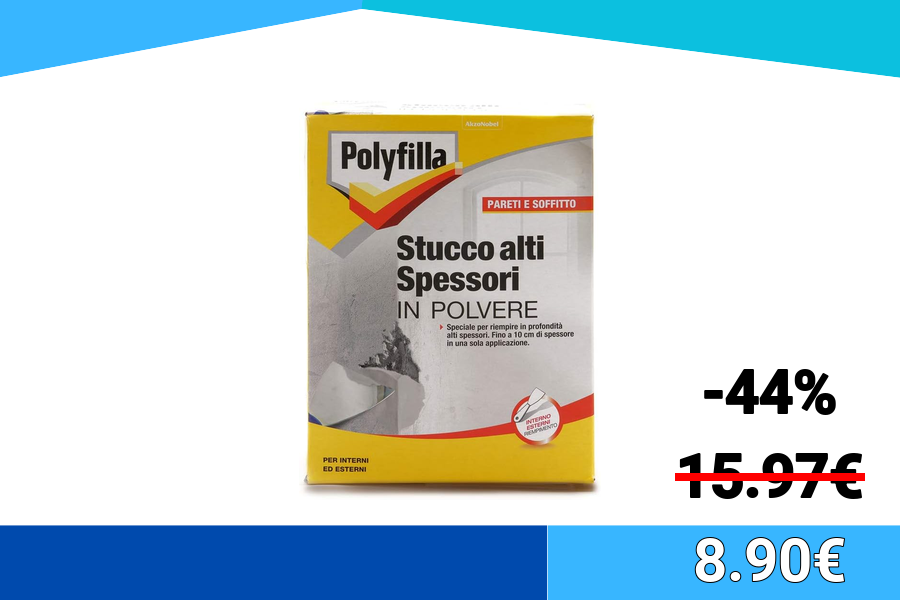 AkzoNobel
Polyfilla
PARETI E SOFFITTO
Stucco alti
Spessori
IN POLVERE
Speciale per riempire in profondità
alti spessori. Fino a 10 cm di spessore
in una sola applicazione.
INTERNO
ESTERNI
RIEMPIMENTO
PER INTERNI
ED ESTERNI
-44%
15.97€
8.90€